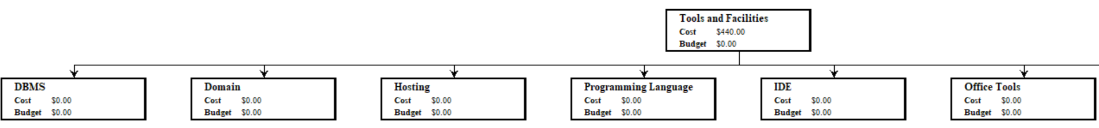 Tools and Facilities
Cost $440.00
Budget $0.00
DBMS
Cost $0.00
Budget $0.00
Domain
Cost $0.00
Budget $0.00
Hosting
Cost $0.00
Budget $0.00
Programming Language
Cost $0.00
Budget $0.00
IDE
Cost $0.00
Budget $0.00
Office Tools
Cost $0.00
Budget $0.00